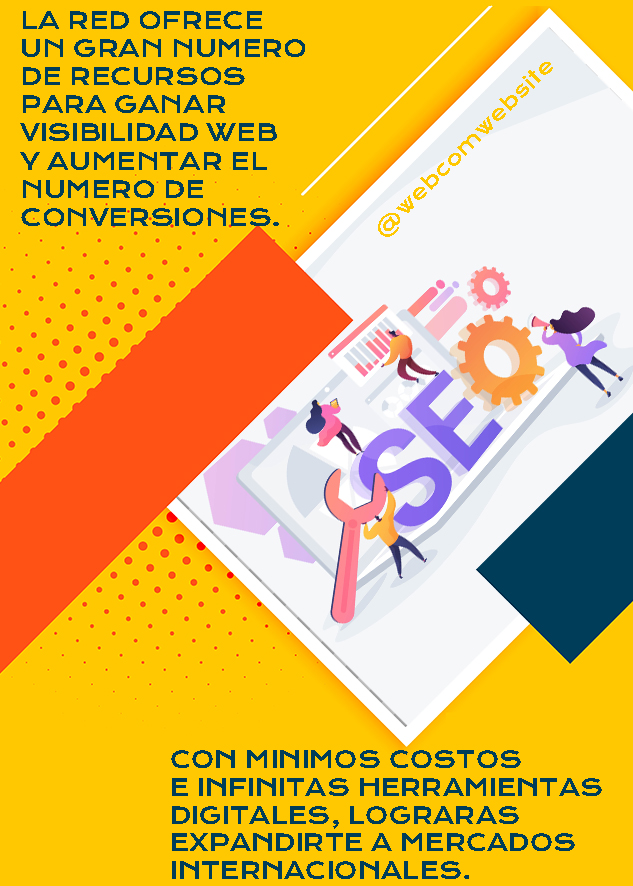 LA RED OFRECE
UN GRAN NUMERO
DE RECURSOS
PARA GANAR
VISIBILIDAD WEB
Y AUMENTAR EL
NUMERO DE
CONVERSIONES.
@webcomwebsite
SEO
CON MINIMOS COSTOS
E INFINITAS HERRAMIENTAS
DIGITALES, LOGRARAS
EXPANDIRTE A MERCADOS
INTERNACIONALES.